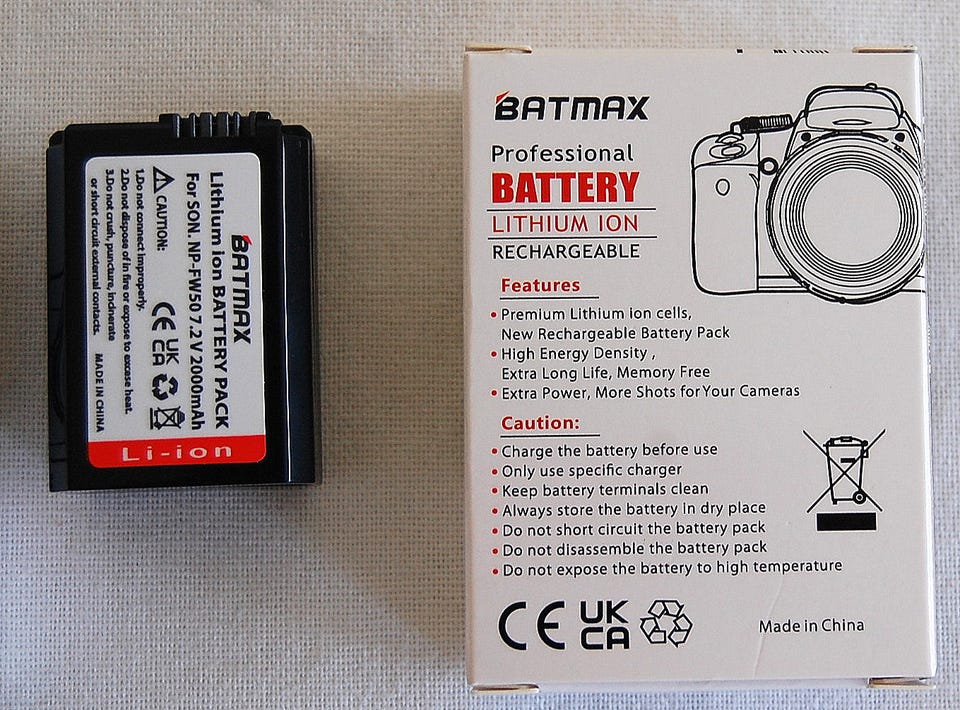 BATMAX
Lithium ion BATTERY PACK
For SON. NP-FW50 7.2V 2000mAh
CAUTION:
1.Do not connect improperly.
2.Do not dispose of in fire or expose to excese heat.
3.Do not crush, puncture, indnerate
or short circuit external contacts.
MADE IN CHINA
CE
UK
CA
Li-ion
BATMAX
Professional
BATTERY
LITHIUM ION
RECHARGEABLE
Features
• Premium Lithium ion cells,
New Rechargeable Battery Pack
• High Energy Density ,
Extra Long Life, Memory Free
• Extra Power, More Shots for Your Cameras
Caution:
• Charge the battery before use
• Only use specific charger
• Keep battery terminals clean
• Always store the battery in dry place
• Do not short circuit the battery pack
• Do not disassemble the battery pack
• Do not expose the battery to high temperature
CE
UK
CA
Made in China